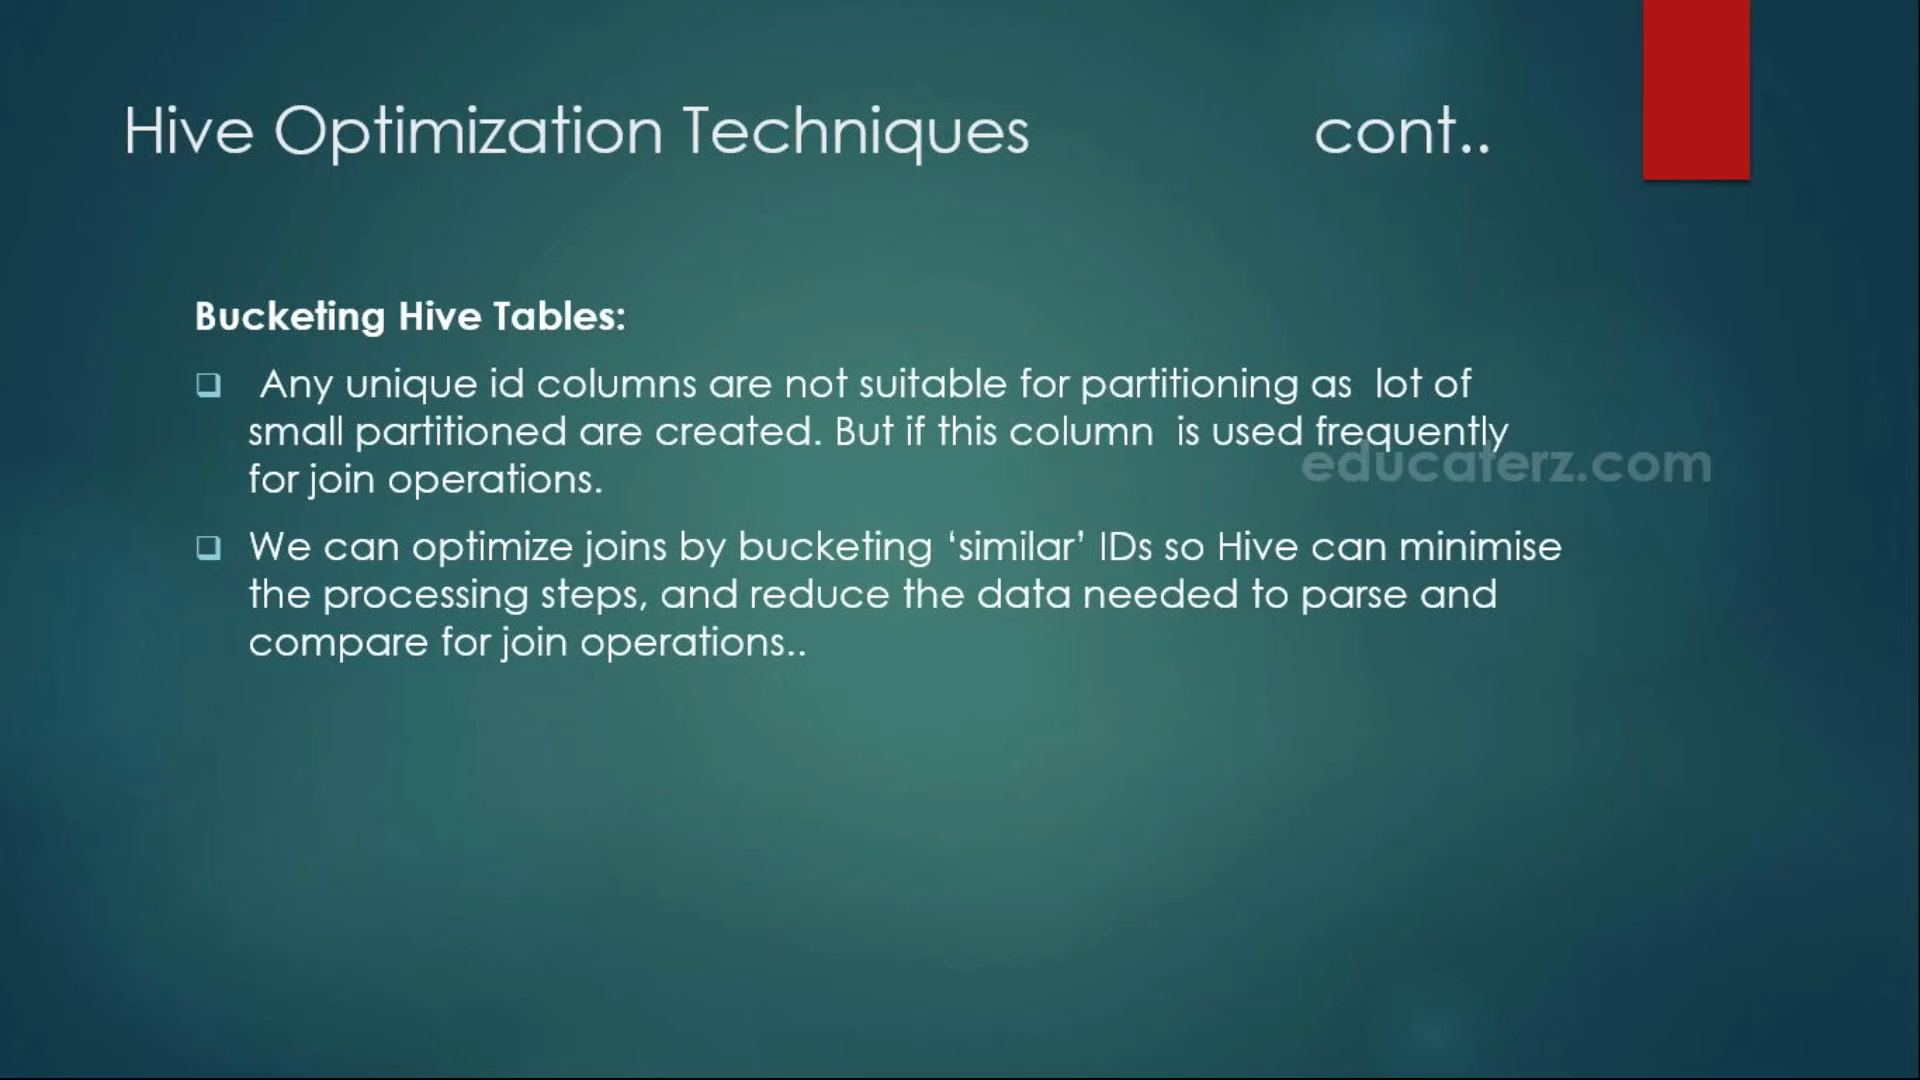 Hive Optimization Techniques cont..
Bucketing Hive Tables:
Any unique id columns are not suitable for partitioning as lot of
small partitioned are created. But if this column is used frequently
educaterz.com
for join operations.
We can optimize joins by bucketing ‘similar’ IDs so Hive can minimise
the processing steps, and reduce the data needed to parse and
compare for join operations..